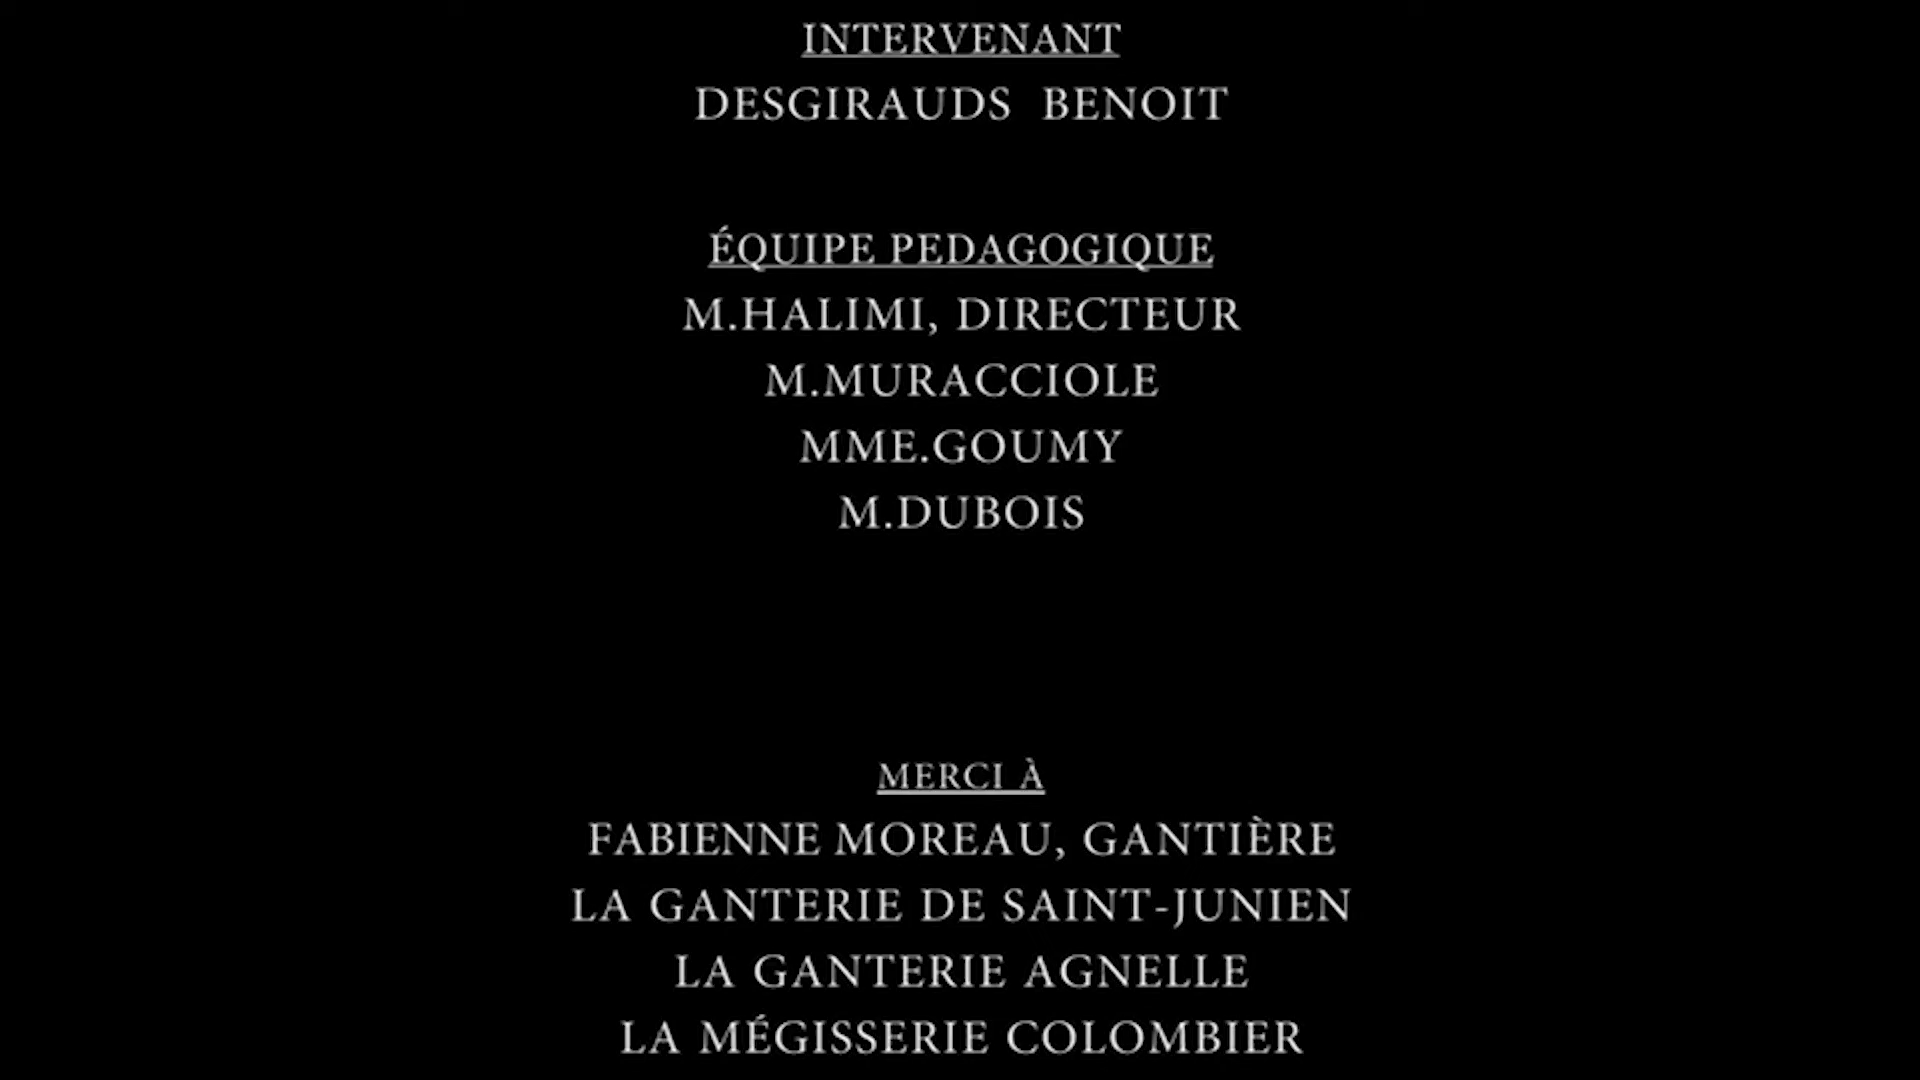 INTERVENANT
DESGIRAUDS BENOIT
ÉQUIPE PEDAGOGIQUE
M.HALIMI, DIRECTEUR
M.MURACCIOLE
MME.GOUMY
M.DUBOIS
MERCI À
FABIENNE MOREAU, GANTIÈRE
LA GANTERIE DE SAINT-JUNIEN
LA GANTERIE AGNELLE
LA MÉGISSERIE COLOMBIER